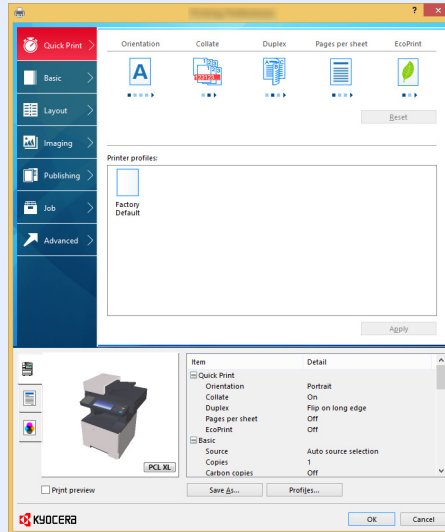 ?
Quick Print
Orientation Collate Duplex Pages per sheet EcoPrint
A
123123
Basic
Layout
Reset
Imaging
Printer profiles:
Publishing
Factory
Default
Job
Advanced
Apply
Item Detail
Quick Print
Orientation Portrait
Collate On
Duplex Flip on long edge
Pages per sheet Off
EcoPrint Off
Basic
Source Auto source selection
Copies 1
Carbon copies Off
PCL XL
Print preview
Save As...
Profiles...
KYOCERA
OK
Cancel